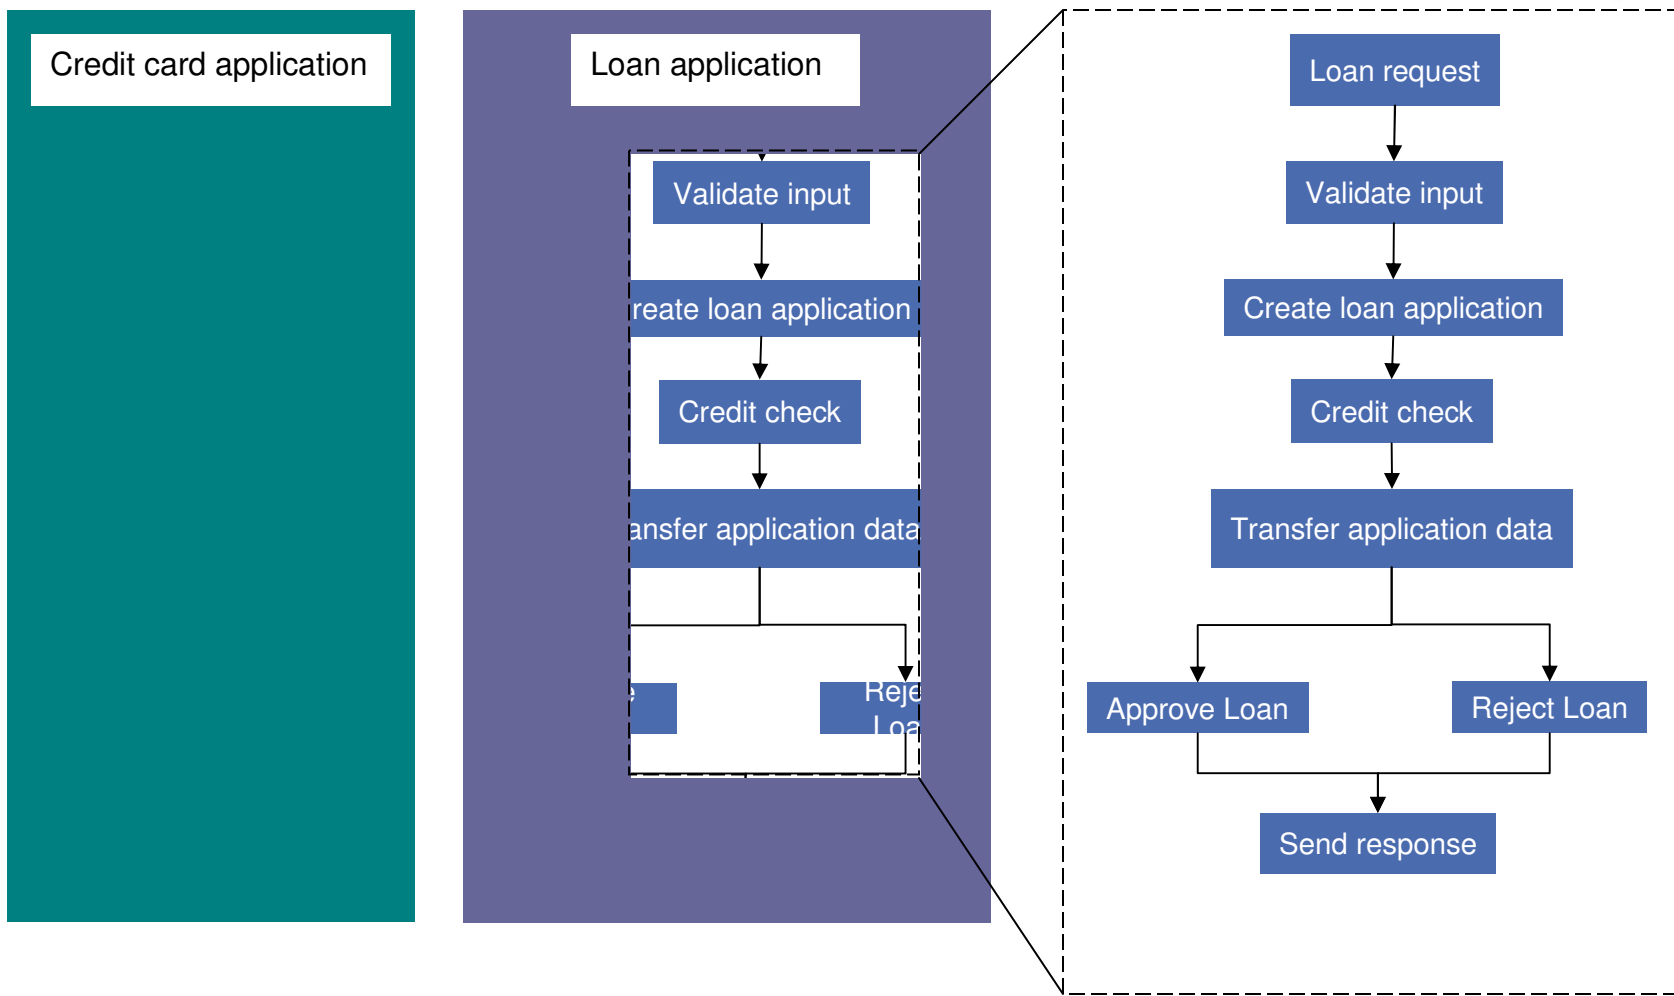 Credit card application
Loan application
Validate input
reate loan application
Credit check
ansfer application data
e
Reje
Loa
Loan request
Validate input
Create loan application
Credit check
Transfer application data
Approve Loan
Reject Loan
Send response